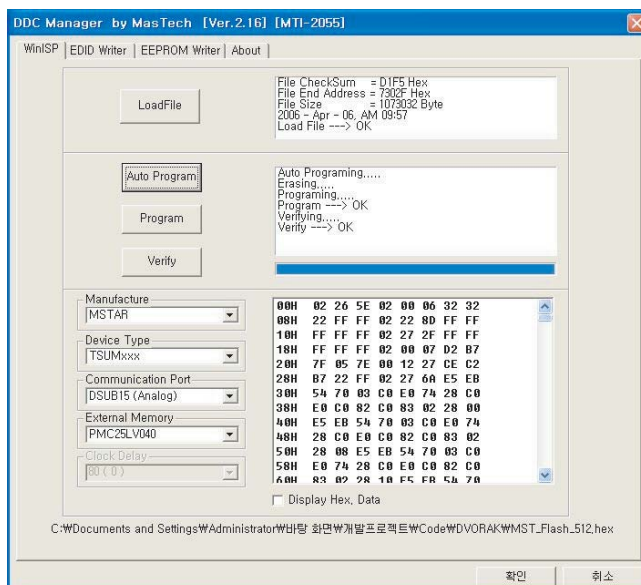 DDC Manager by MasTech [Ver.2.16] [MTI-2055]
WinISP EDID Writer EEPROM Writer About
LoadFile
File CheckSum = D1F5 Hex
File End Address = 7302F Hex
File Size = 1073032 Byte
2006 - Apr - 06, AM 09:57
Load File ---> OK
Auto Program
Program
Verify
Auto Programing,,,,,
Erasing,,,,,
Programing,,,,,
Program ---> OK
Verifying,,,,,
Verify ---> OK
Manufacture
MSTAR
Device Type
TSUMxxx
Communication Port
DSUB15 (Analog)
External Memory
PMC25LV040
Clock Delay
80 ( 0 )
00H 02 26 5E 02 00 06 32 32
08H 22 FF FF 02 22 8D FF FF
10H FF FF FF 02 27 2F FF FF
18H FF FF FF 02 00 07 D2 B7
20H 7F 05 7E 00 12 27 CE C2
28H B7 22 FF 02 27 6A E5 EB
30H 54 70 03 C0 E0 74 28 C0
38H E0 C0 82 C0 83 02 28 00
40H E5 EB 54 70 03 C0 E0 74
48H 28 C0 E0 C0 82 C0 83 02
50H 28 08 E5 EB 54 70 03 C0
58H E0 74 28 C0 E0 C0 82 C0
60H 83 02 28 10 E5 EB 54 70
Display Hex, Data
C:₩Documents and Settings₩Administrator₩바탕 화면₩개발프로젝트₩Code₩DVORAK₩MST_Flash_512.hex
확인 취소